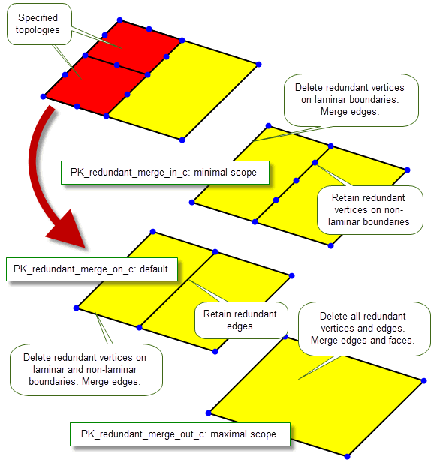 Specified
topologies
Delete redundant vertices
on laminar boundaries.
Merge edges.
PK_redundant_merge_in_c: minimal scope
Retain redundant
vertices on non-
laminar boundaries
PK_redundant_merge_on_c: default
Retain redundant
edges.
Delete all redundant
vertices and edges.
Merge edges and faced.
Delete redundant vertices on
laminar and non-laminar
boundaries. Merge edges.
PK_redundant_merge_out_c: maximal scope